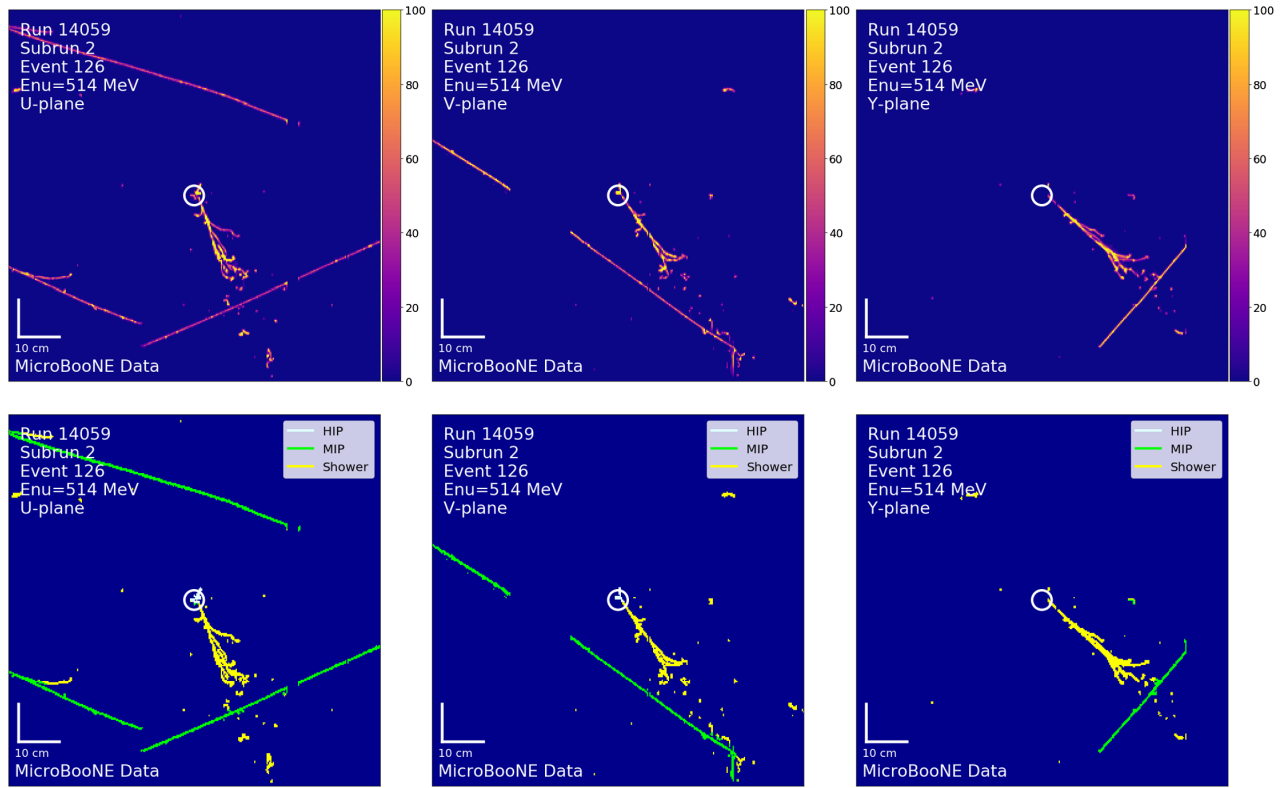 Run 14059
Subrun 2
Event 126
Enu=514 MeV
U-plane
10 cm
MicroBooNE Data
100
80
60
40
20
0
Run 14059
Subrun 2
Event 126
Enu=514 MeV
V-plane
10 cm
MicroBooNE Data
100
80
60
40
20
0
Run 14059
Subrun 2
Event 126
Enu=514 MeV
Y-plane
10 cm
MicroBooNE Data
100
80
60
40
20
0
Run 14059
Subrun 2
Event 126
Enu=514 MeV
U-plane
HIP
MIP
Shower
10 cm
MicroBooNE Data
Run 14059
Subrun 2
Event 126
Enu=514 MeV
V-plane
HIP
MIP
Shower
10 cm
MicroBooNE Data
Run 14059
Subrun 2
Event 126
Enu=514 MeV
Y-plane
HIP
MIP
Shower
10 cm
MicroBooNE Data